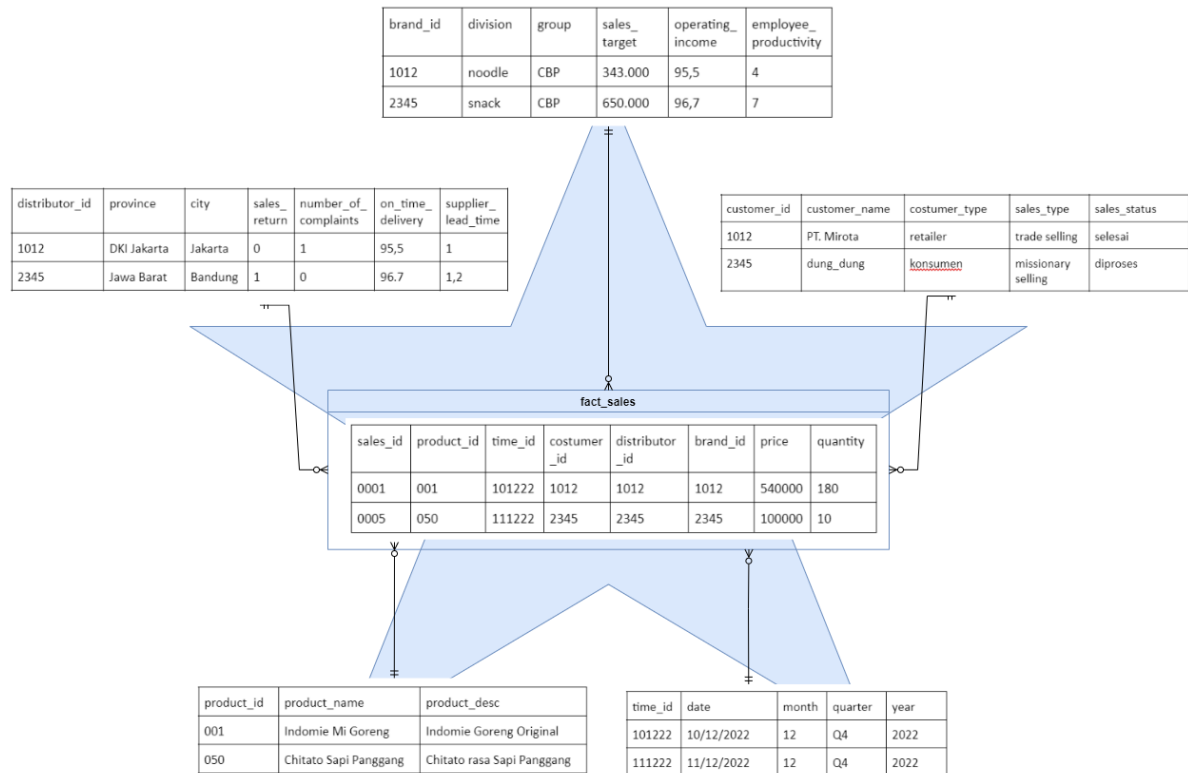 brand_id division group sales_ operating_ employee_
target income productivity
1012 noodle CBP 343.000 95,5 4
2345 snack CBP 650.000 96,7 7
distributor_id province city sales_ number_of_ on_time_ supplier_
return complaints delivery lead_time
1012 DKI Jakarta Jakarta 0 1 95,5 1
2345 Jawa Barat Bandung 1 0 96.7 1,2
customer_id customer_name costumer_type sales_type sales_status
1012 PT. Mirota retailer trade selling selesai
2345 dung_dung konsumen missionary diproses
selling
fact_sales
sales_id product_id time_id costumer distributor brand_id price quantity
_id _id
0001 001 101222 1012 1012 1012 540000 180
0005 050 111222 2345 2345 2345 100000 10
product_id product_name product_desc
001 Indomie Mi Goreng Indomie Goreng Original
050 Chitato Sapi Panggang Chitato rasa Sapi Panggang
time_id date month quarter year
101222 10/12/2022 12 Q4 2022
111222 11/12/2022 12 Q4 2022